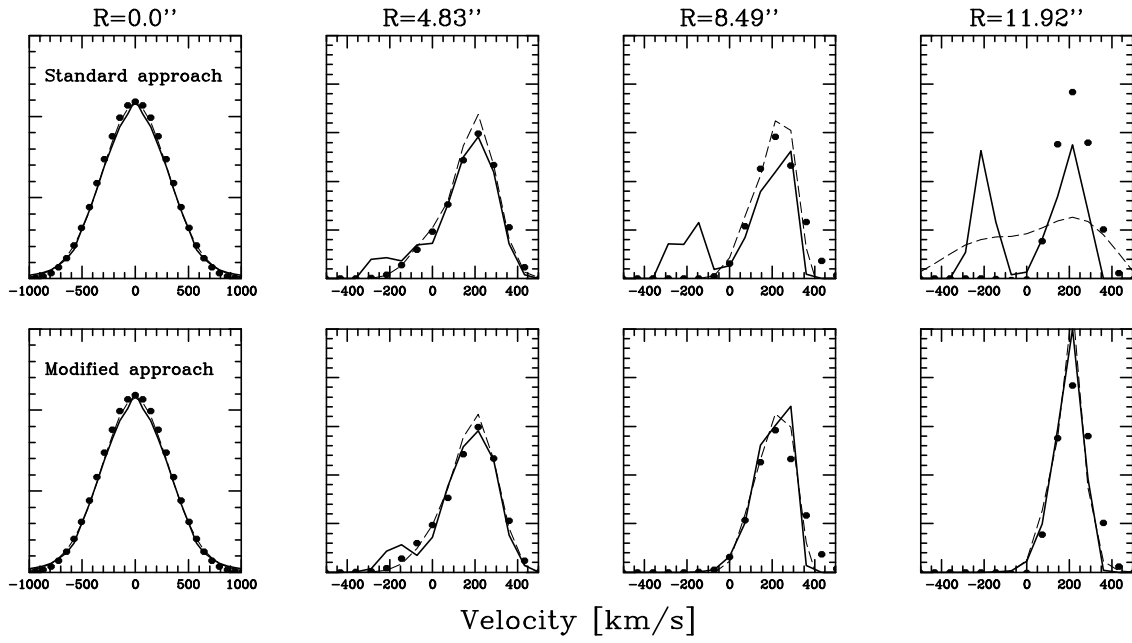 R=0.0'' R=4.83'' R=8.49'' R=11.92''
Standard approach
-1000 -500 0 500 1000 -400 -200 0 200 400 -400 -200 0 200 400 -400 -200 0 200 400
Modified approach
-1000 -500 0 500 1000 -400 -200 0 200 400 -400 -200 0 200 400 -400 -200 0 200 400
Velocity [km/s]